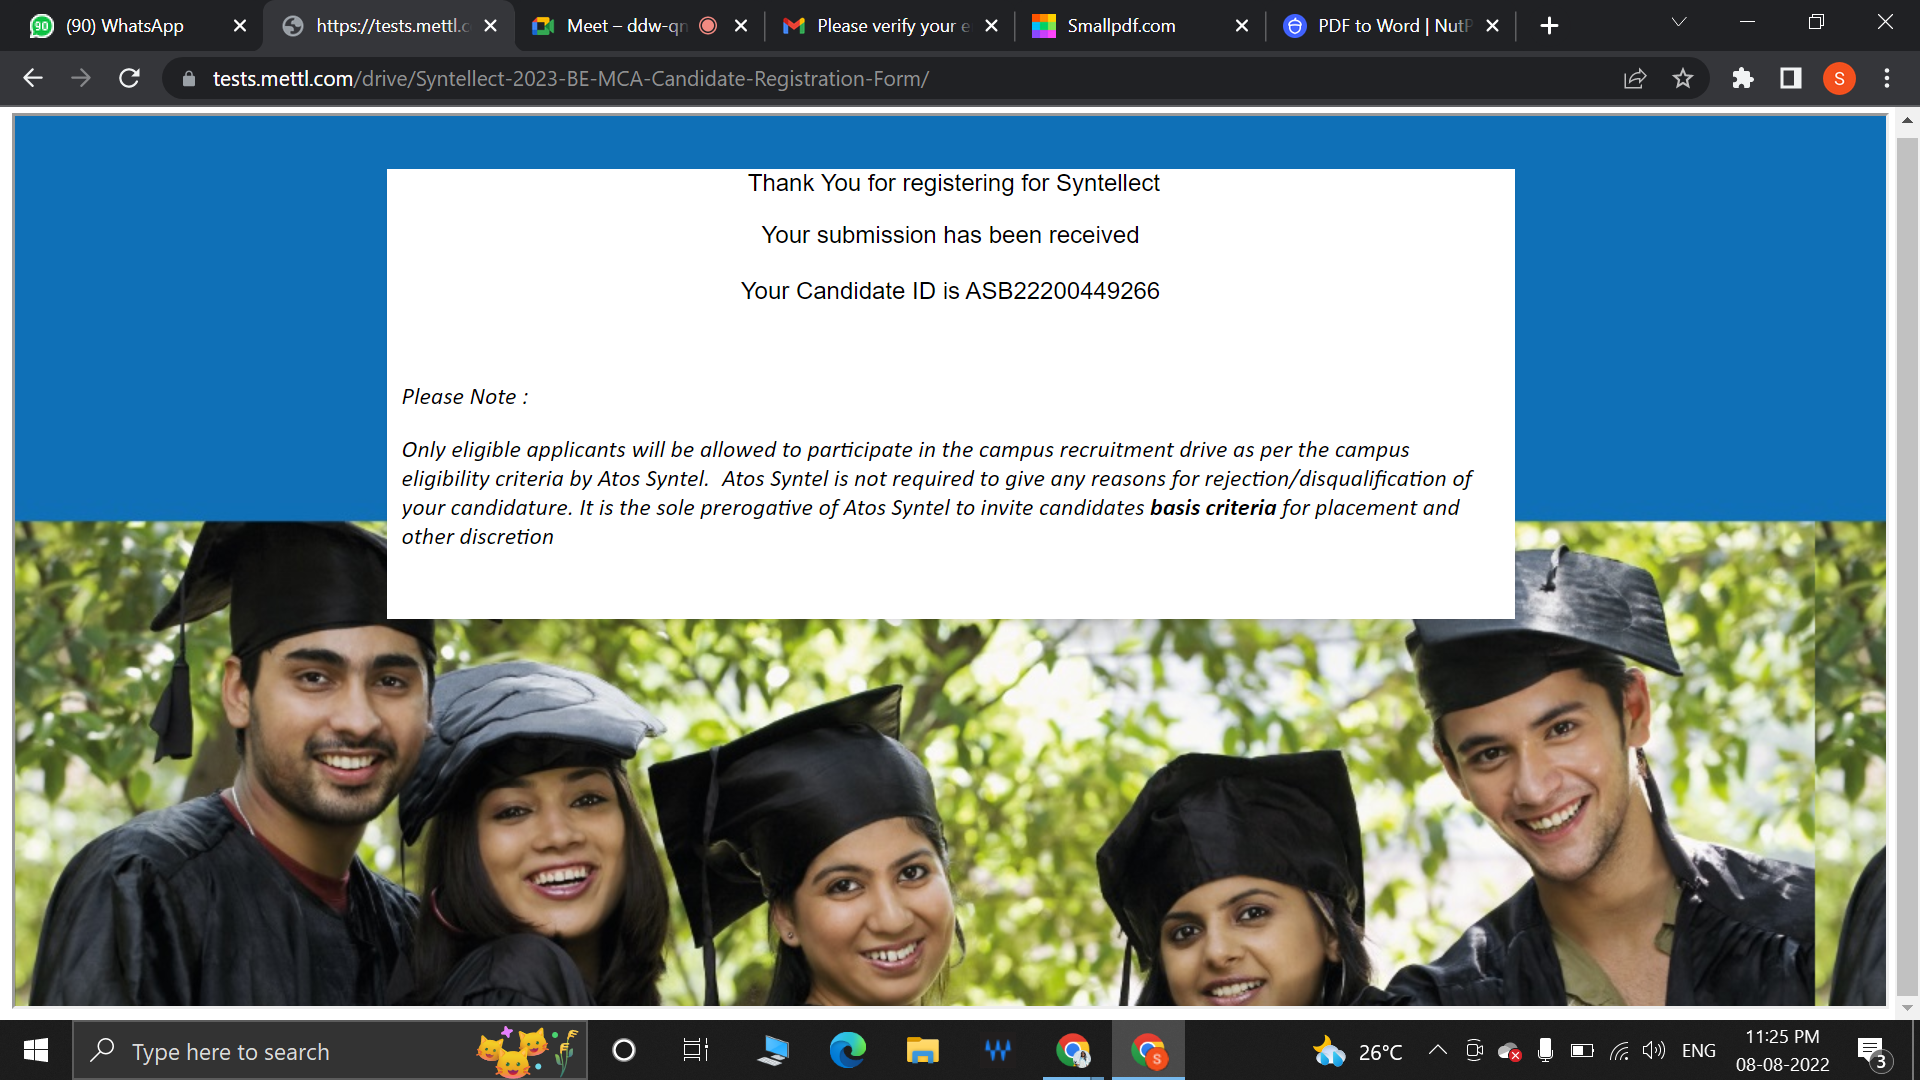 (90) WhatsApp
https://tests.mettl.c
Meet – ddw-qn
Please verify your e
Smallpdf.com
PDF to Word | NutP
tests.mettl.com/drive/Syntellect-2023-BE-MCA-Candidate-Registration-Form/
S
Thank You for registering for Syntellect
Your submission has been received
Your Candidate ID is ASB22200449266
Please Note :
Only eligible applicants will be allowed to participate in the campus recruitment drive as per the campus
eligibility criteria by Atos Syntel.  Atos Syntel is not required to give any reasons for rejection/disqualification of
your candidature. It is the sole prerogative of Atos Syntel to invite candidates basis criteria for placement and
other discretion
Type here to search
S
26°C
ENG
11:25 PM
08-08-2022
3